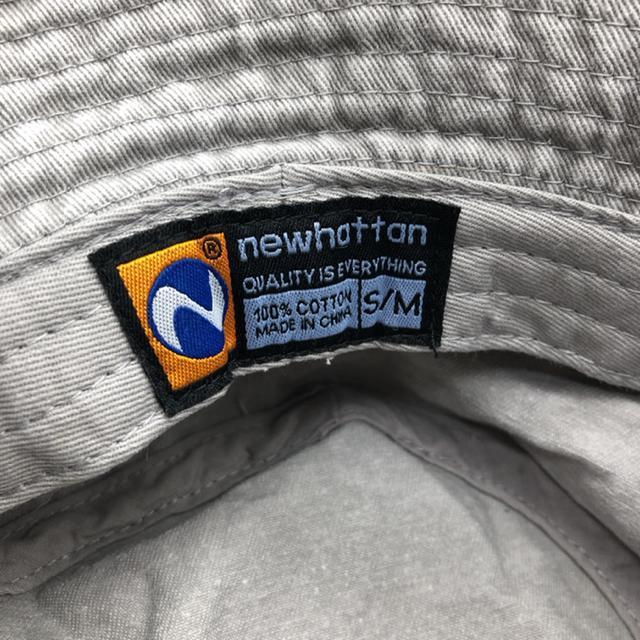 ®
newhattan
QUALITY IS EVERYTHING
100% COTTON
MADE IN CHINA
S/M